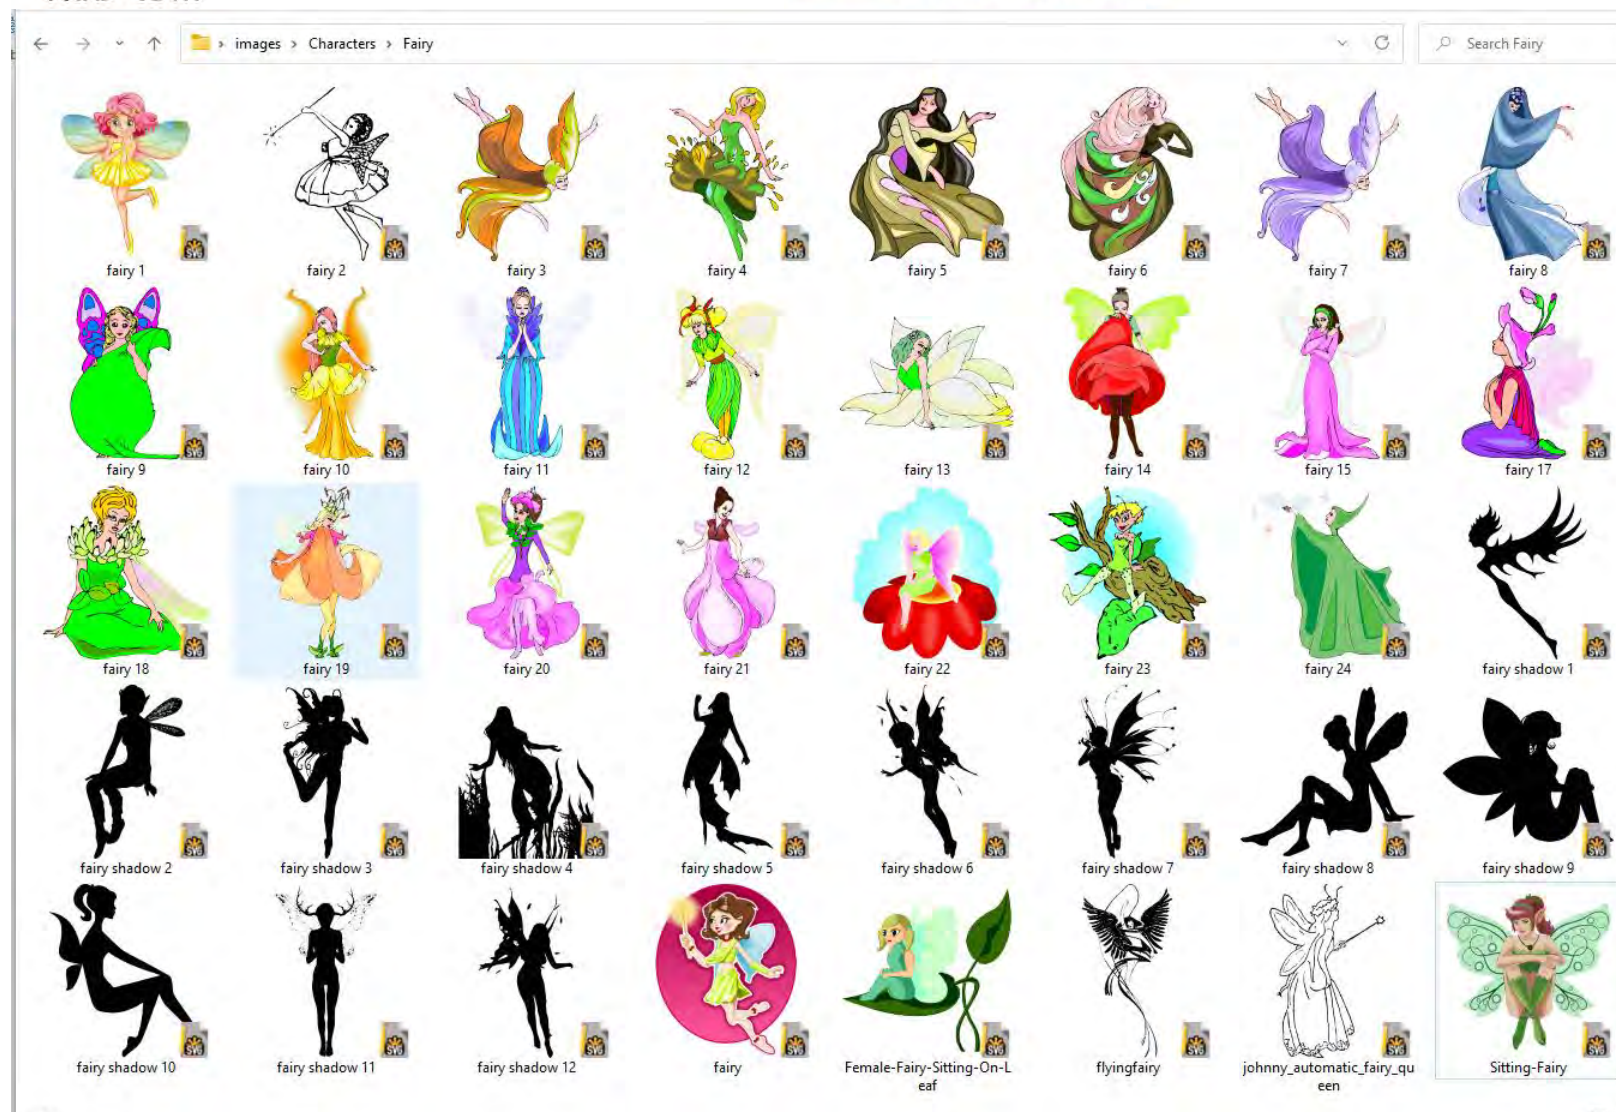 images > Characters > Fairy
Search Fairy
fairy 1
fairy 2
fairy 3
fairy 4
fairy 5
fairy 6
fairy 7
fairy 8
fairy 9
fairy 10
fairy 11
fairy 12
fairy 13
fairy 14
fairy 15
fairy 17
fairy 18
fairy 19
fairy 20
fairy 21
fairy 22
fairy 23
fairy 24
fairy shadow 1
fairy shadow 2
fairy shadow 3
fairy shadow 4
fairy shadow 5
fairy shadow 6
fairy shadow 7
fairy shadow 8
fairy shadow 9
fairy shadow 10
fairy shadow 11
fairy shadow 12
fairy
Female-Fairy-Sitting-On-L
eaf
flyingfairy
johnny_automatic_fairy_qu
een
Sitting-Fairy